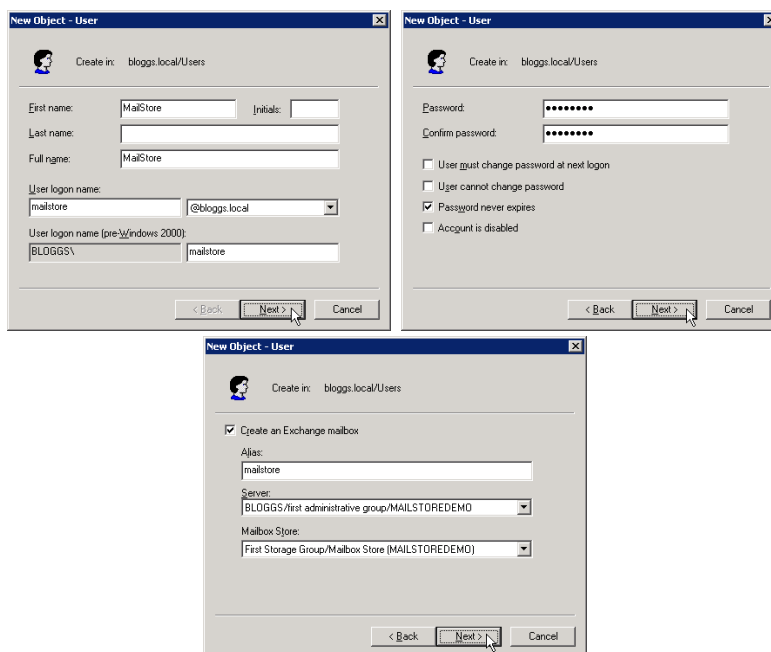 New Object - User
Create in: bloggs.local/Users
First name: MailStore Initials:
Last name:
Full name: MailStore
User logon name:
mailstore @bloggs.local
User logon name (pre-Windows 2000):
BLOGGS\ mailstore
< Back Next > Cancel
New Object - User
Create in: bloggs.local/Users
Password: ••••••••
Confirm password: ••••••••
User must change password at next logon
User cannot change password
Password never expires
Account is disabled
< Back Next > Cancel
New Object - User
Create in: bloggs.local/Users
Create an Exchange mailbox
Alias:
mailstore
Server:
BLOGGS/first administrative group/MAILSTOREDEMO
Mailbox Store:
First Storage Group/Mailbox Store (MAILSTOREDEMO)
< Back Next > Cancel